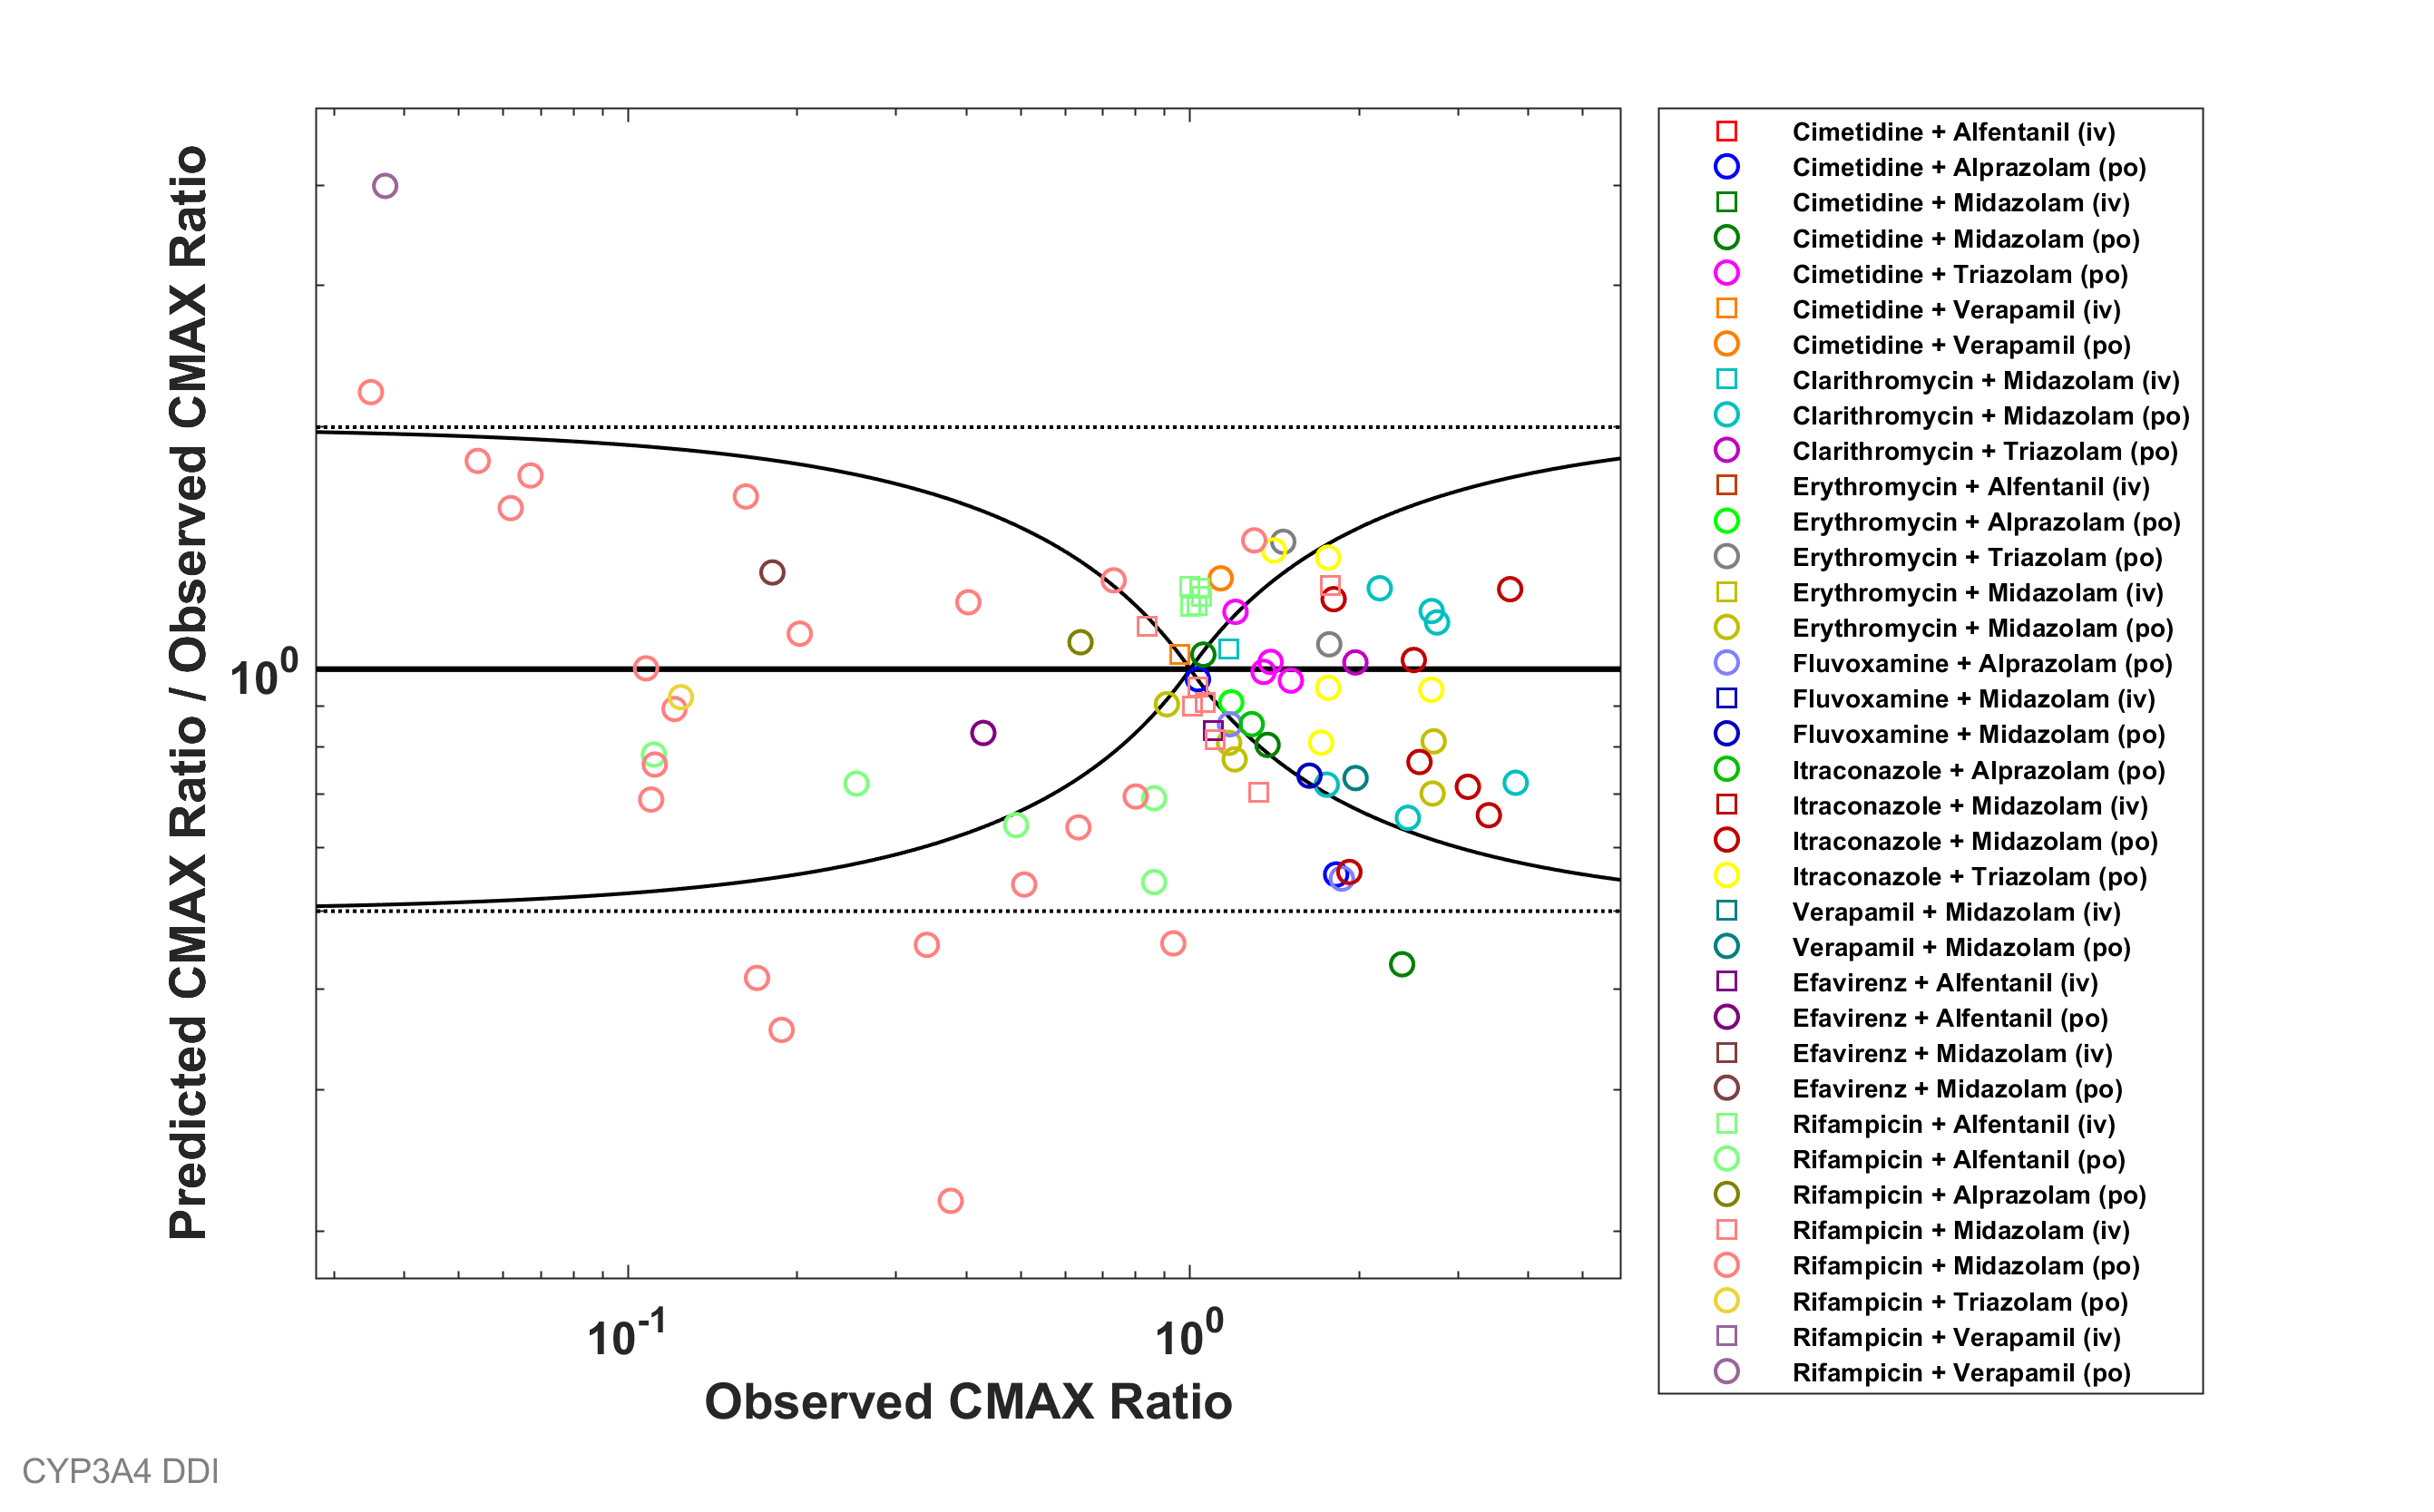 Predicted CMAX Ratio / Observed CMAX Ratio
10^0
10^-1
10^0
Observed CMAX Ratio
Cimetidine + Alfentanil (iv)
Cimetidine + Alprazolam (po)
Cimetidine + Midazolam (iv)
Cimetidine + Midazolam (po)
Cimetidine + Triazolam (po)
Cimetidine + Verapamil (iv)
Cimetidine + Verapamil (po)
Clarithromycin + Midazolam (iv)
Clarithromycin + Midazolam (po)
Clarithromycin + Triazolam (po)
Erythromycin + Alfentanil (iv)
Erythromycin + Alprazolam (po)
Erythromycin + Triazolam (po)
Erythromycin + Midazolam (iv)
Erythromycin + Midazolam (po)
Fluvoxamine + Alprazolam (po)
Fluvoxamine + Midazolam (iv)
Fluvoxamine + Midazolam (po)
Itraconazole + Alprazolam (po)
Itraconazole + Midazolam (iv)
Itraconazole + Midazolam (po)
Itraconazole + Triazolam (po)
Verapamil + Midazolam (iv)
Verapamil + Midazolam (po)
Efavirenz + Alfentanil (iv)
Efavirenz + Alfentanil (po)
Efavirenz + Midazolam (iv)
Efavirenz + Midazolam (po)
Rifampicin + Alfentanil (iv)
Rifampicin + Alfentanil (po)
Rifampicin + Alprazolam (po)
Rifampicin + Midazolam (iv)
Rifampicin + Midazolam (po)
Rifampicin + Triazolam (po)
Rifampicin + Verapamil (iv)
Rifampicin + Verapamil (po)
CYP3A4 DDI